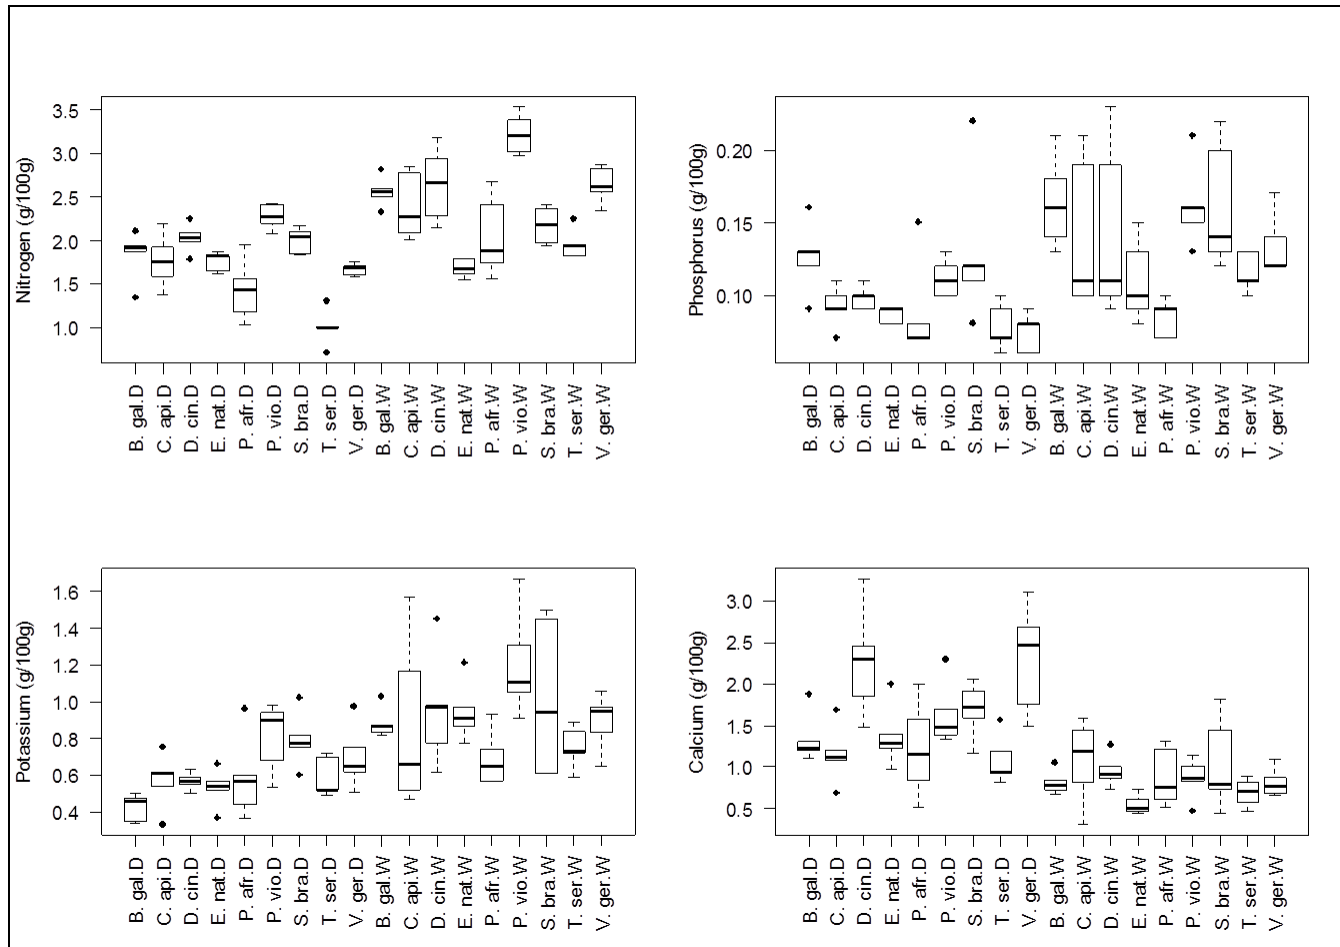 Nitrogen (g/100g)
3.5
3.0
2.5
2.0
1.5
1.0
B. gal.D
C. api.D
D. cin.D
E. nat.D
P. afr.D
P. vio.D
S. bra.D
T. ser.D
V. ger.D
B. gal.W
C. api.W
D. cin.W
E. nat.W
P. afr.W
P. vio.W
S. bra.W
T. ser.W
V. ger.W
Phosphorus (g/100g)
0.20
0.15
0.10
B. gal.D
C. api.D
D. cin.D
E. nat.D
P. afr.D
P. vio.D
S. bra.D
T. ser.D
V. ger.D
B. gal.W
C. api.W
D. cin.W
E. nat.W
P. afr.W
P. vio.W
S. bra.W
T. ser.W
V. ger.W
Potassium (g/100g)
1.6
1.4
1.2
1.0
0.8
0.6
0.4
B. gal.D
C. api.D
D. cin.D
E. nat.D
P. afr.D
P. vio.D
S. bra.D
T. ser.D
V. ger.D
B. gal.W
C. api.W
D. cin.W
E. nat.W
P. afr.W
P. vio.W
S. bra.W
T. ser.W
V. ger.W
Calcium (g/100g)
3.0
2.5
2.0
1.5
1.0
0.5
B. gal.D
C. api.D
D. cin.D
E. nat.D
P. afr.D
P. vio.D
S. bra.D
T. ser.D
V. ger.D
B. gal.W
C. api.W
D. cin.W
E. nat.W
P. afr.W
P. vio.W
S. bra.W
T. ser.W
V. ger.W